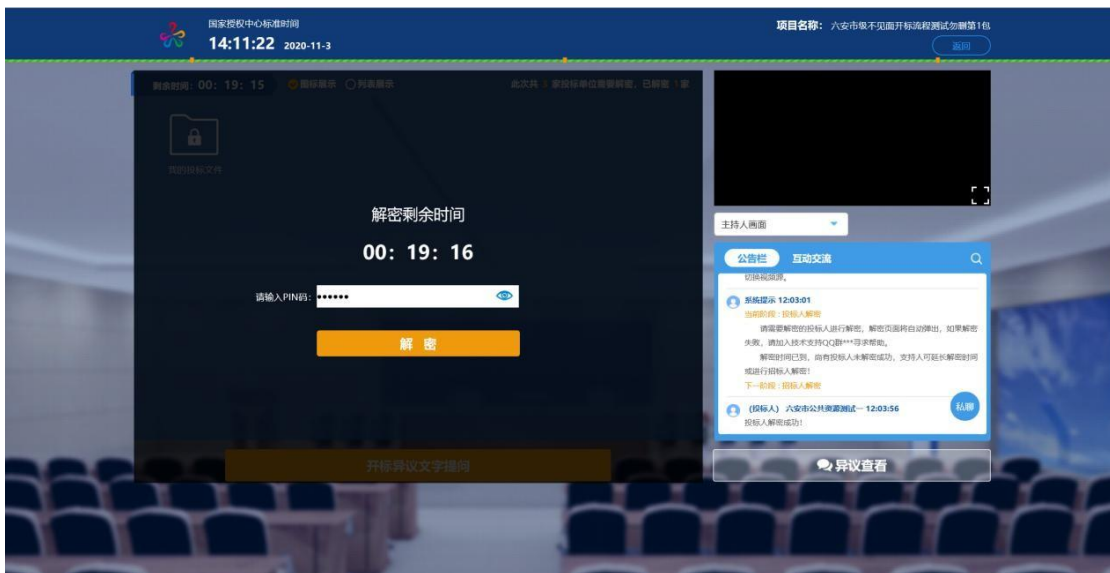 国家授权中心标准时间
14:11:22 2020-11-3
项目名称: 六安市级不见面开标流程测试勿删第1包
返回
剩余时间: 00: 19: 15 图标展示 列表展示
家投标单位需要解密, 已解密
我的投标文件
解密剩余时间
00: 19: 16
请输入PIN码: ••••••
解 密
开标异议文字提问
主持人画面
公告栏 互动交流
切换视频源。
系统提示 12:03:01
当前阶段 : 投标人解密
请需要解密的投标人进行解密, 解密页面将自动弹出, 如果解密
失败, 请加入技术支持QQ群***寻求帮助。
解密时间已到, 尚有投标人未解密成功, 支持人可延长解密时间
或进行招标人解密!
下一阶段 : 招标人解密
(投标人) 六安市公共资源测试一 12:03:56
投标人解密成功!
私聊
异议查看